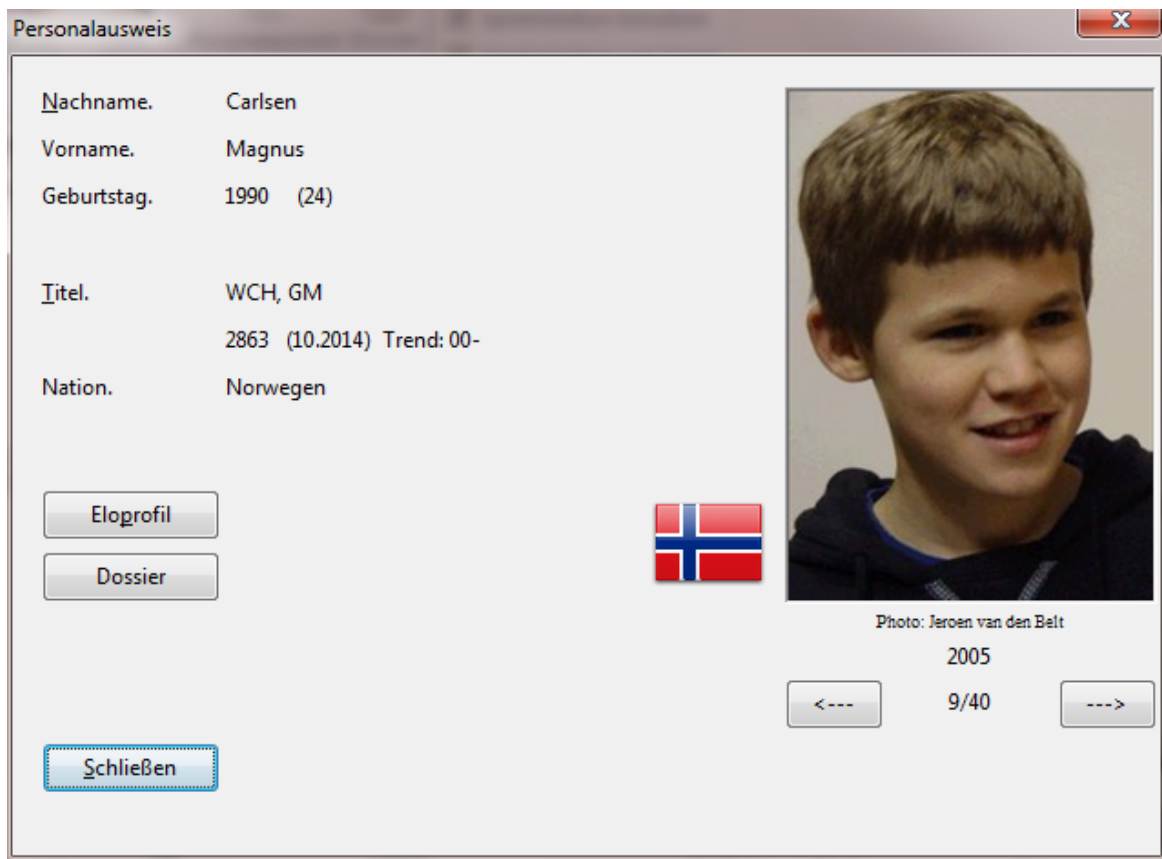 Personalausweis
X
Nachname. Carlsen
Vorname. Magnus
Geburtstag. 1990 (24)
Titel. WCH, GM
2863 (10.2014) Trend: 00-
Nation. Norwegen
Eloprofil
Dossier
Photo: Jeroen van den Belt
2005
<--- 9/40 --->
Schließen